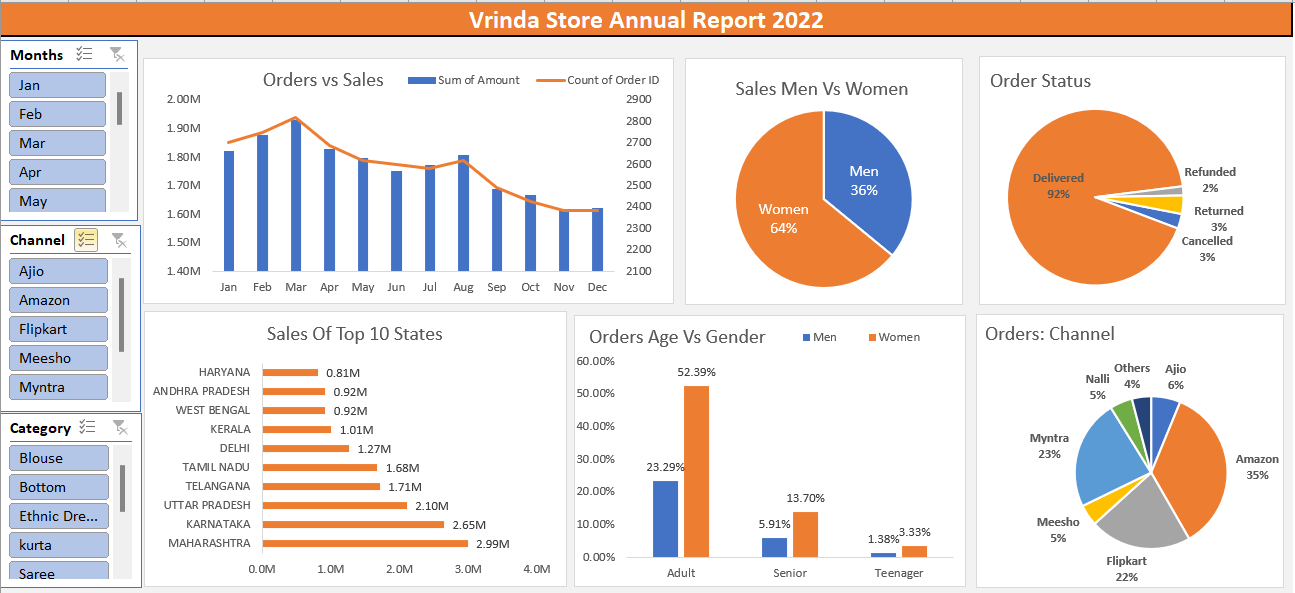 Vrinda Store Annual Report 2022
Months
Jan
Feb
Mar
Apr
May
Channel
Ajio
Amazon
Flipkart
Meesho
Myntra
Category
Blouse
Bottom
Ethnic Dre...
kurta
Saree
Orders vs Sales
Sum of Amount
Count of Order ID
2.00M
1.90M
1.80M
1.70M
1.60M
1.50M
1.40M
2900
2800
2700
2600
2500
2400
2300
2200
2100
Jan Feb Mar Apr May Jun Jul Aug Sep Oct Nov Dec
Sales Men Vs Women
Men
36%
Women
64%
Order Status
Delivered
92%
Refunded
2%
Returned
3%
Cancelled
3%
Sales Of Top 10 States
HARYANA 0.81M
ANDHRA PRADESH 0.92M
WEST BENGAL 0.92M
KERALA 1.01M
DELHI 1.27M
TAMIL NADU 1.68M
TELANGANA 1.71M
UTTAR PRADESH 2.10M
KARNATAKA 2.65M
MAHARASHTRA 2.99M
0.0M 1.0M 2.0M 3.0M 4.0M
Orders Age Vs Gender
Men
Women
60.00%
50.00%
40.00%
30.00%
20.00%
10.00%
0.00%
23.29% 52.39%
5.91% 13.70%
1.38% 3.33%
Adult Senior Teenager
Orders: Channel
Others
4%
Ajio
6%
Nalli
5%
Myntra
23%
Amazon
35%
Meesho
5%
Flipkart
22%